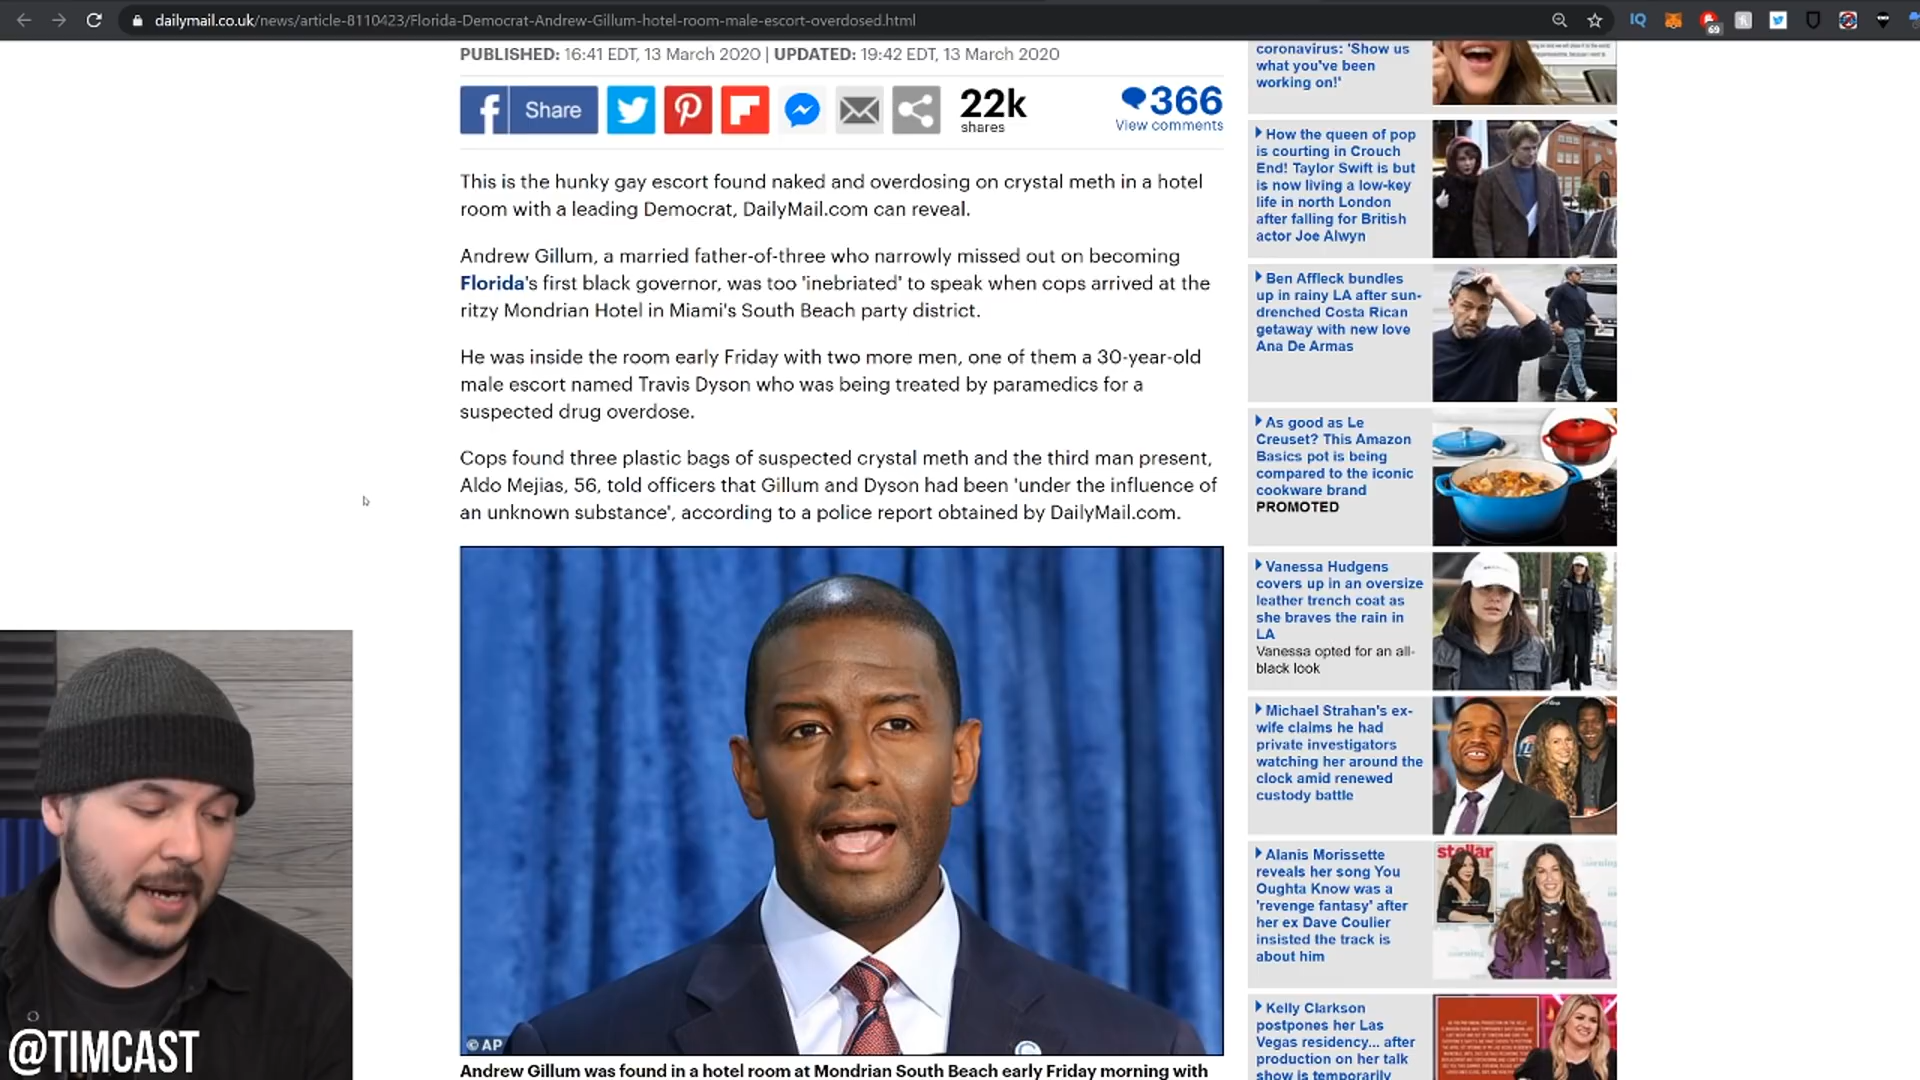 dailymail.co.uk/news/article-8110423/Florida-Democrat-Andrew-Gillum-hotel-room-male-escort-overdosed.html
PUBLISHED: 16:41 EDT, 13 March 2020 | UPDATED: 19:42 EDT, 13 March 2020
Share
22k
shares
366
View comments
This is the hunky gay escort found naked and overdosing on crystal meth in a hotel
room with a leading Democrat, DailyMail.com can reveal.
Andrew Gillum, a married father-of-three who narrowly missed out on becoming
Florida's first black governor, was too 'inebriated' to speak when cops arrived at the
ritzy Mondrian Hotel in Miami's South Beach party district.
He was inside the room early Friday with two more men, one of them a 30-year-old
male escort named Travis Dyson who was being treated by paramedics for a
suspected drug overdose.
Cops found three plastic bags of suspected crystal meth and the third man present,
Aldo Mejias, 56, told officers that Gillum and Dyson had been 'under the influence of
an unknown substance', according to a police report obtained by DailyMail.com.
© AP
Andrew Gillum was found in a hotel room at Mondrian South Beach early Friday morning with
coronavirus: 'Show us
what you've been
working on!'
How the queen of pop
is courting in Crouch
End! Taylor Swift is but
is now living a low-key
life in north London
after falling for British
actor Joe Alwyn
Ben Affleck bundles
up in rainy LA after sun-
drenched Costa Rican
getaway with new love
Ana De Armas
As good as Le
Creuset? This Amazon
Basics pot is being
compared to the iconic
cookware brand
PROMOTED
Vanessa Hudgens
covers up in an oversize
leather trench coat as
she braves the rain in
LA
Vanessa opted for an all-
black look
Michael Strahan's ex-
wife claims he had
private investigators
watching her around the
clock amid renewed
custody battle
Alanis Morissette
reveals her song You
Oughta Know was a
'revenge fantasy' after
her ex Dave Coulier
insisted the track is
about him
stellar
Kelly Clarkson
postpones her Las
Vegas residency... after
production on her talk
show is temporarily
IQ
69
@TIMCAST